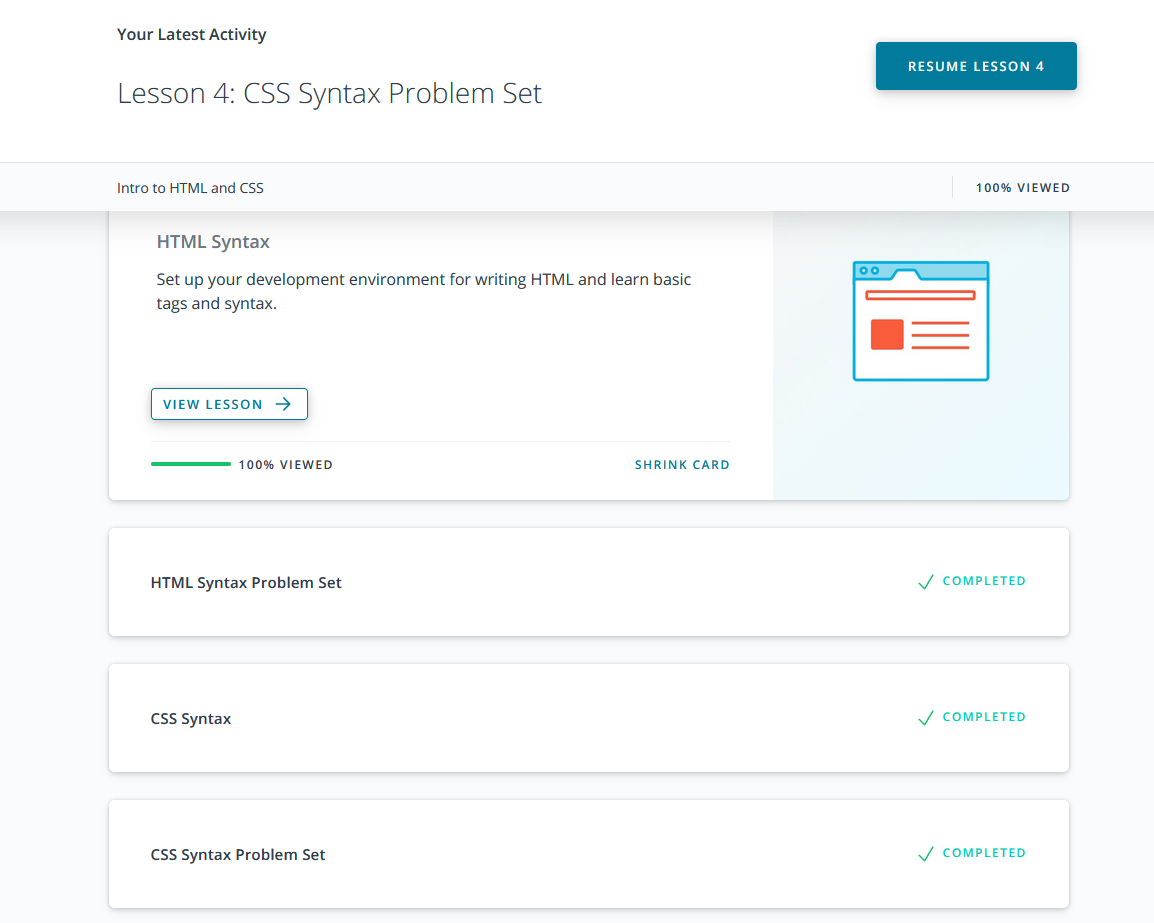 Your Latest Activity
RESUME LESSON 4
Lesson 4: CSS Syntax Problem Set
Intro to HTML and CSS
100% VIEWED
HTML Syntax
Set up your development environment for writing HTML and learn basic
tags and syntax.
VIEW LESSON
100% VIEWED
SHRINK CARD
HTML Syntax Problem Set
COMPLETED
CSS Syntax
COMPLETED
CSS Syntax Problem Set
COMPLETED